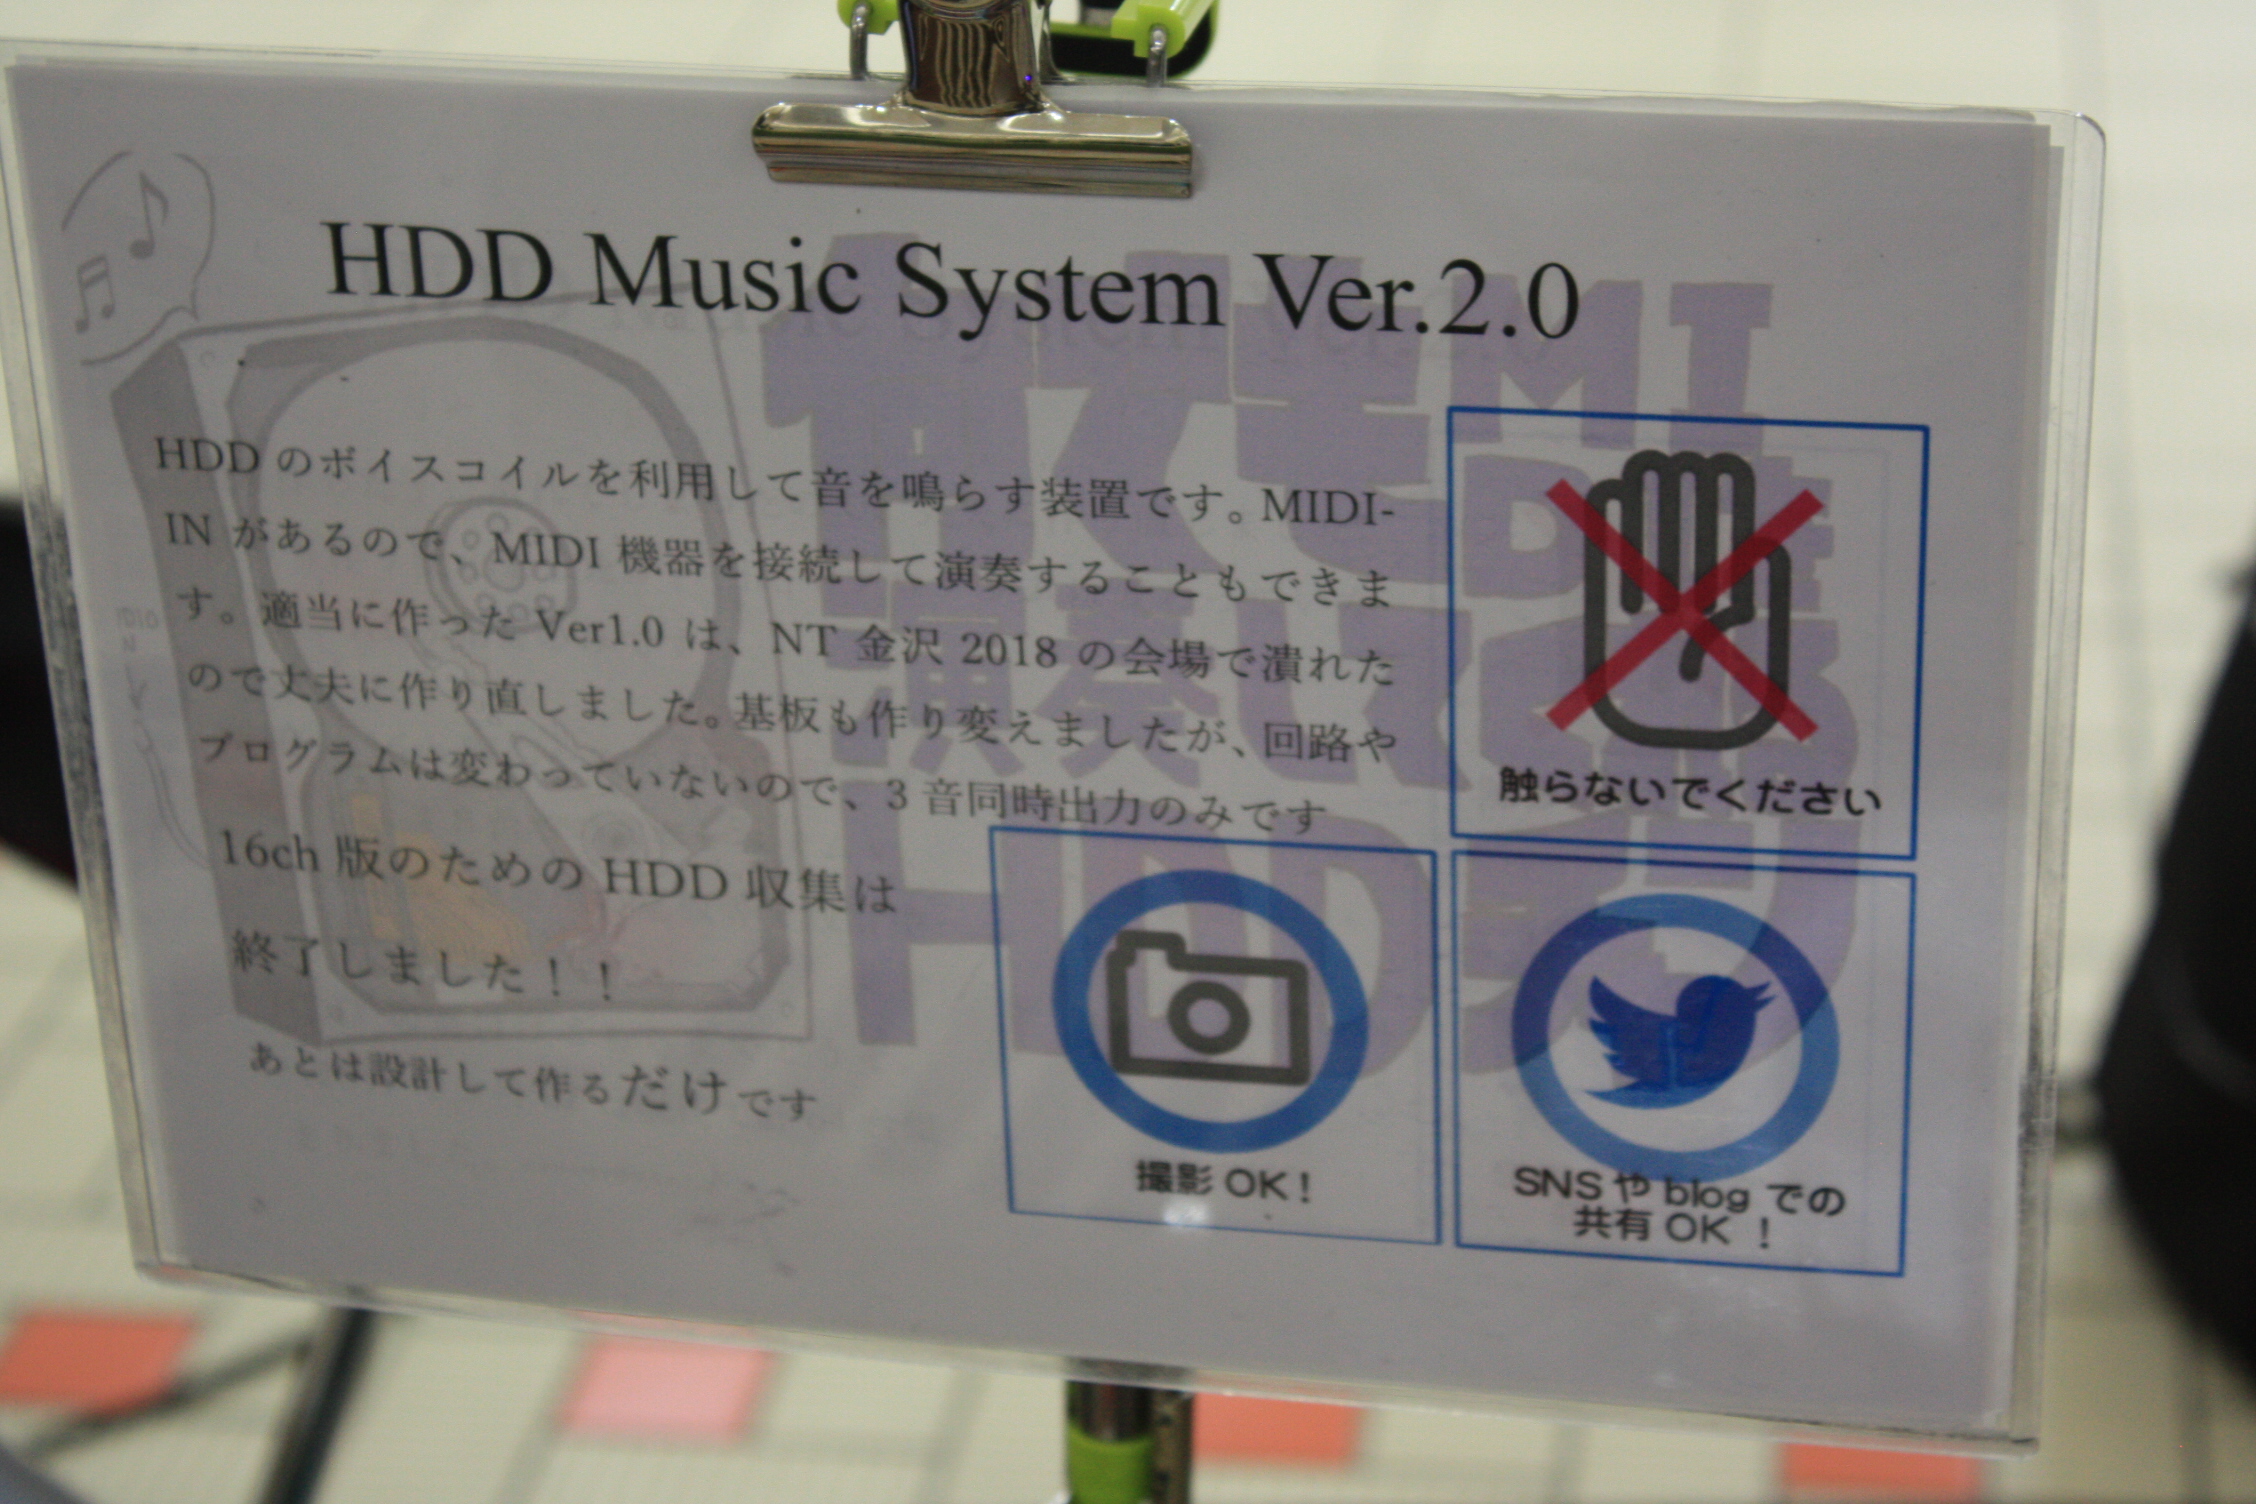 HDD Music System Ver.2.0
HDD のボイスコイルを利用して音を鳴らす装置です。MIDI-
IN があるので、MIDI 機器を接続して演奏することもできま
す。適当に作った Ver1.0 は、NT 金沢 2018 の会場で潰れた
ので丈夫に作り直しました。基板も作り変えましたが、回路や
プログラムは変わっていないので、3 音同時出力のみです
16ch 版のための HDD 収集は
終了しました！！
あとは設計して作るだけです
触らないでください
撮影 OK！
SNS や blog での
共有 OK ！